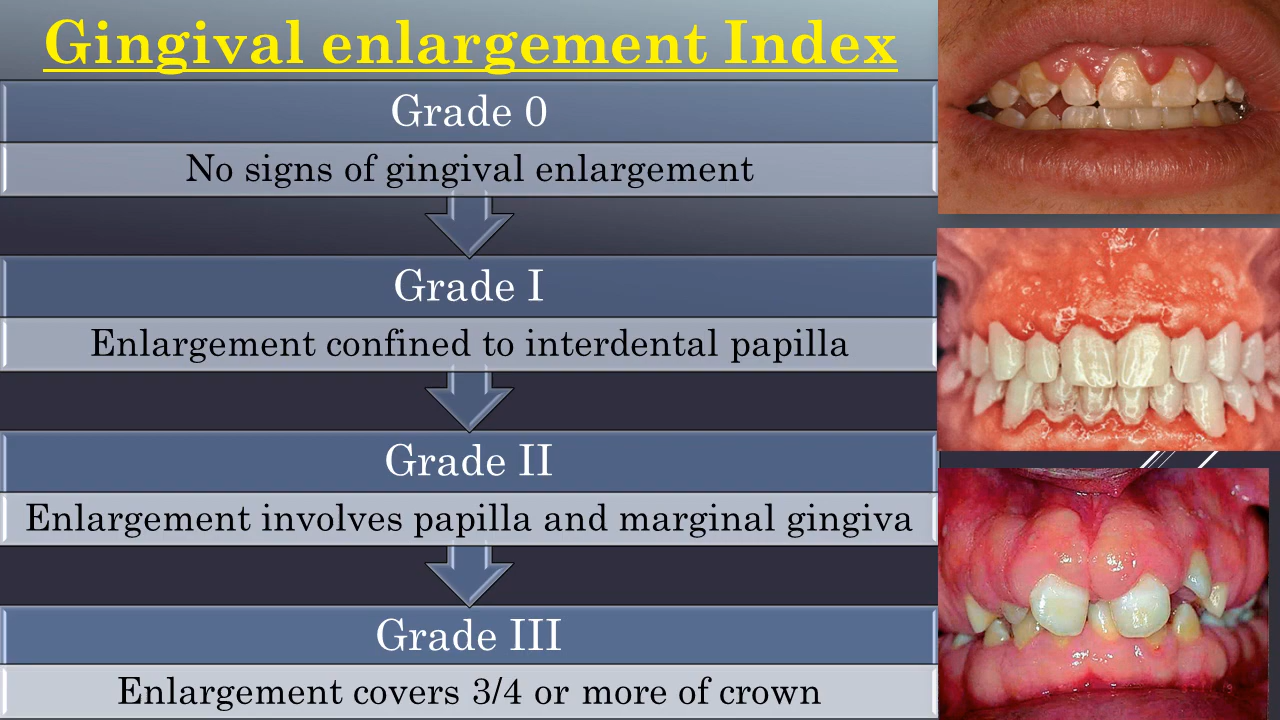 Gingival enlargement Index
Grade 0
No signs of gingival enlargement
Grade I
Enlargement confined to interdental papilla
Grade II
Enlargement involves papilla and marginal gingiva
Grade III
Enlargement covers 3/4 or more of crown